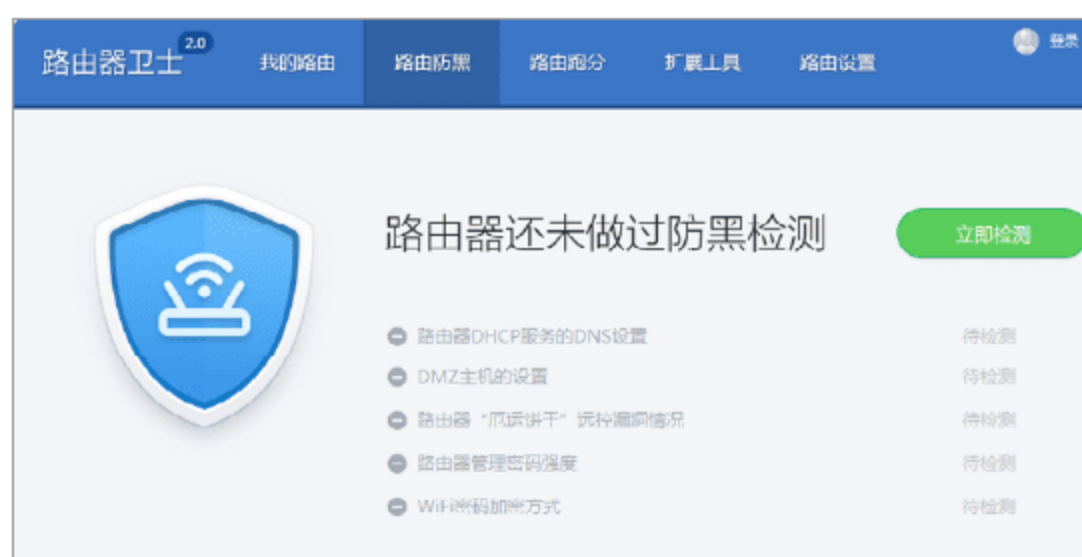 路由器卫士 2.0 我的路由 路由防黑 路由跑分 扩展工具 路由设置 登录
路由器还未做过防黑检测 立即检测
路由器DHCP服务的DNS设置 待检测
DMZ主机的设置 待检测
路由器“厄运饼干”远控漏洞情况 待检测
路由器管理密码强度 待检测
WiFi密码加密方式 待检测